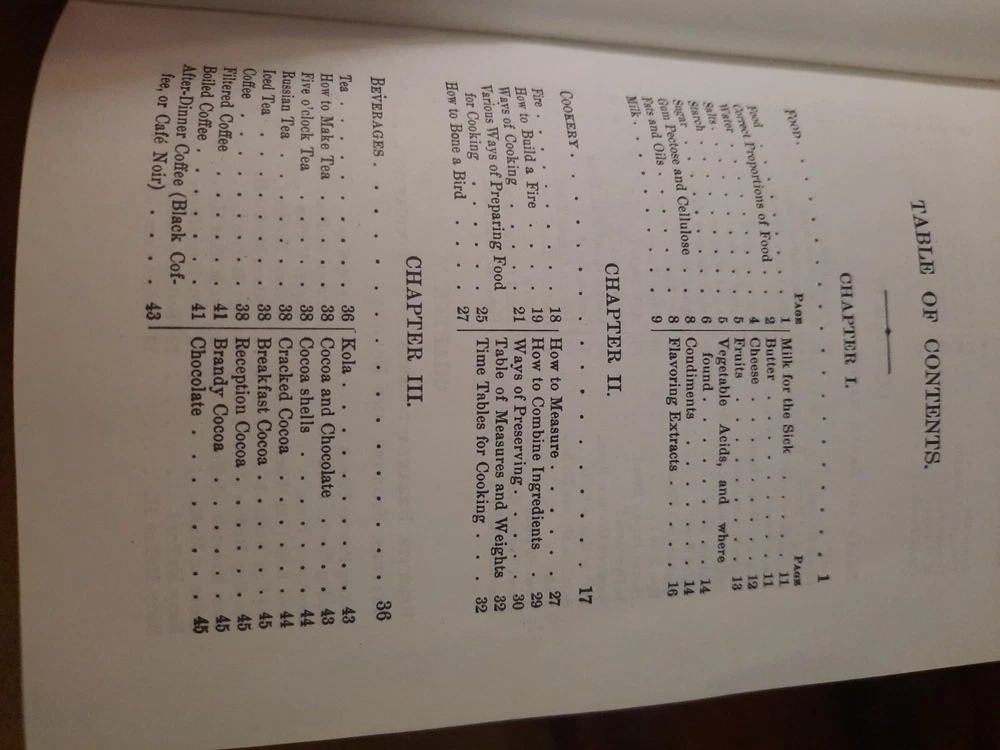 TABLE OF CONTENTS.
CHAPTER I.
FOOD . . . . . . . . . . . . 1
PAGE
Food . . . . . . . . 1
Correct Proportions of Food . 2
Water . . . . . . . 4
Salts . . . . . . . 5
Starch . . . . . . 5
Sugar . . . . . . . 6
Gum Pectose and Cellulose . 8
Fats and Oils . . . . . 8
Milk . . . . . . . 9
PAGE
Milk for the Sick . . . 11
Butter . . . . . . 11
Cheese . . . . . . 12
Fruits . . . . . . 13
Vegetable Acids, and where
found . . . . . . 14
Condiments . . . . . 14
Flavoring Extracts . . . 16
CHAPTER II.
COOKERY . . . . . . . . . . . 17
Fire . . . . . . . 18
How to Build a Fire . . . 19
Ways of Cooking . . . . 21
Various Ways of Preparing Food
for Cooking . . . . . 25
How to Bone a Bird . . . 27
How to Measure . . . . 27
How to Combine Ingredients . 29
Ways of Preserving . . . . 30
Table of Measures and Weights 32
Time Tables for Cooking . . 32
CHAPTER III.
BEVERAGES . . . . . . . . . . . 36
Tea . . . . . . . 36
How to Make Tea . . . . 38
Five o'clock Tea . . . . 38
Russian Tea . . . . . 38
Iced Tea . . . . . . 38
Coffee . . . . . . . 38
Filtered Coffee . . . . 41
Boiled Coffee . . . . . 41
After-Dinner Coffee (Black Cof-
fee, or Café Noir) . . . . 43
Kola . . . . . . . 43
Cocoa and Chocolate . . . 43
Cocoa shells . . . . . 44
Cracked Cocoa . . . . 44
Breakfast Cocoa . . . . 45
Reception Cocoa . . . . 45
Brandy Cocoa . . . . . 45
Chocolate . . . . . . 45